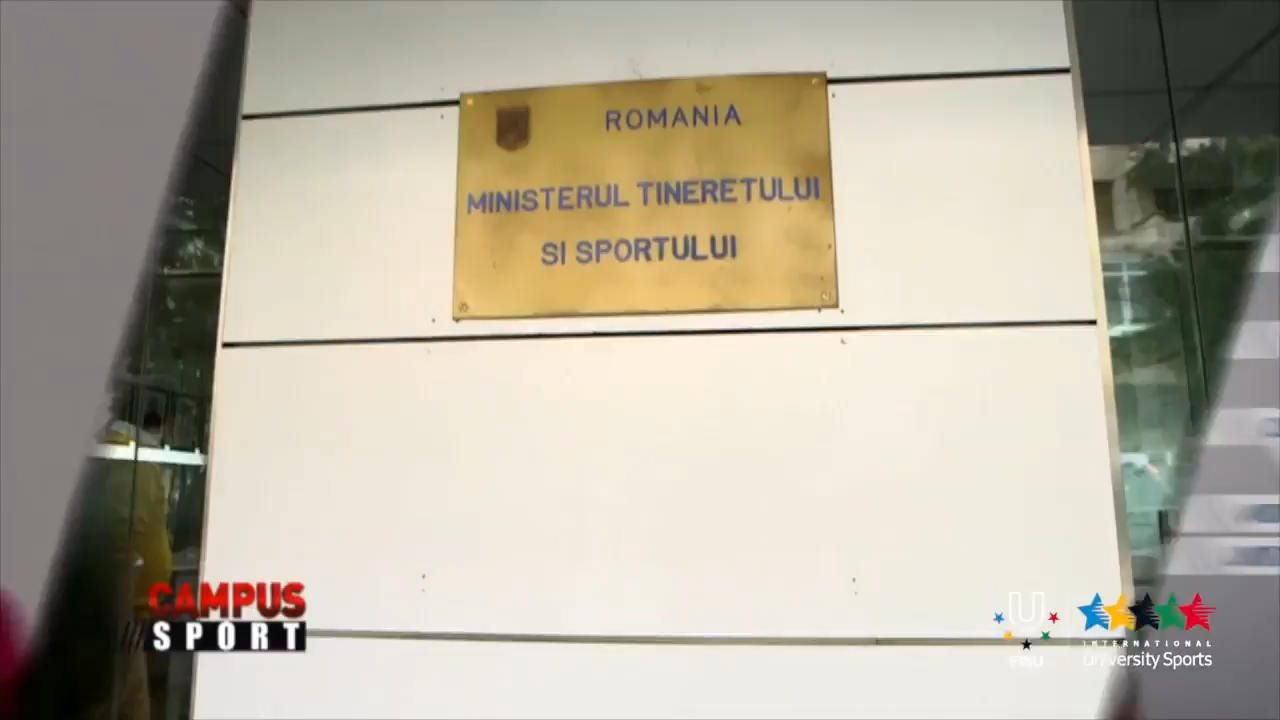 ROMANIA
MINISTERUL TINERETULUI
SI SPORTULUI
CAMPUS
SPORT
U
FISU
INTERNATIONAL
University Sports